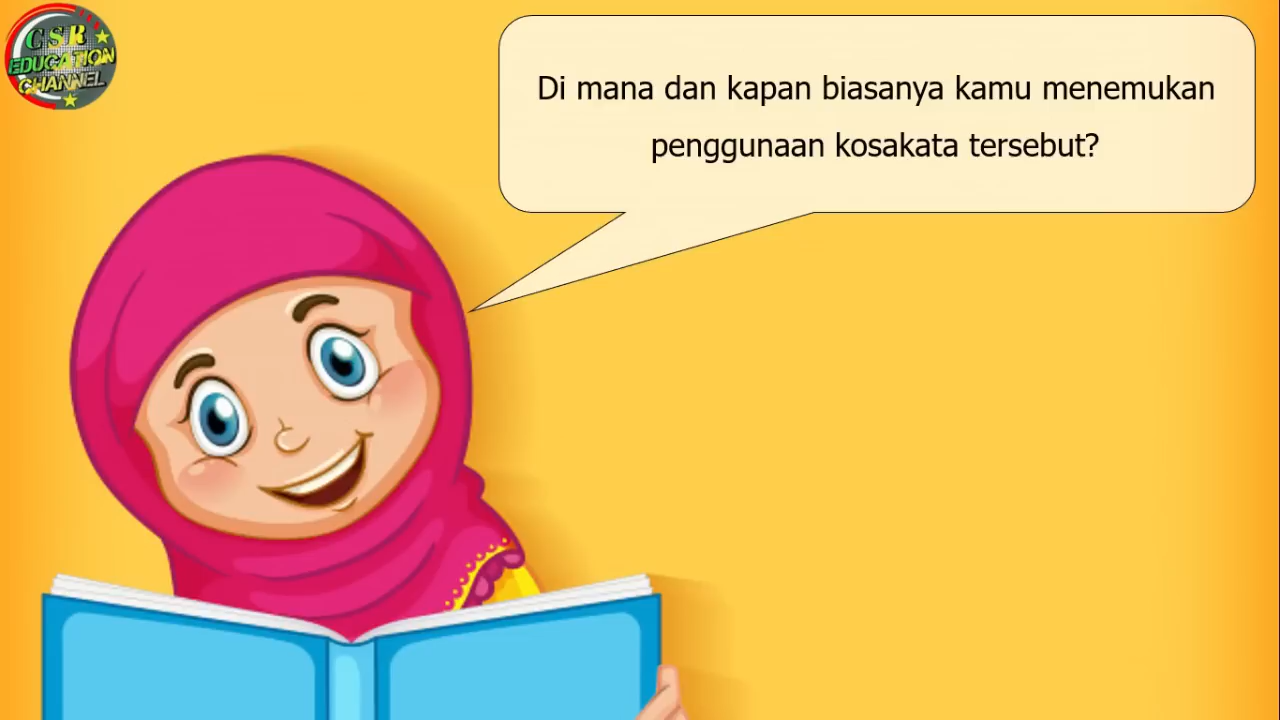 CSR
EDUCATION
CHANNEL
Di mana dan kapan biasanya kamu menemukan
penggunaan kosakata tersebut?